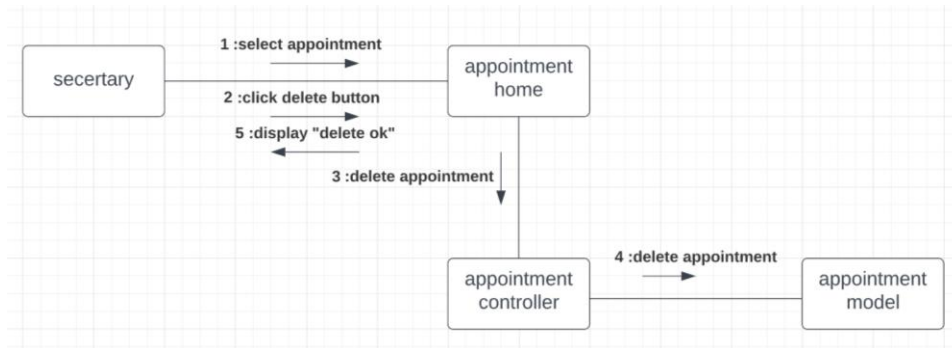 1 :select appointment
secertary
appointment
home
2 :click delete button
5 :display "delete ok"
3 :delete appointment
4 :delete appointment
appointment
controller
appointment
model